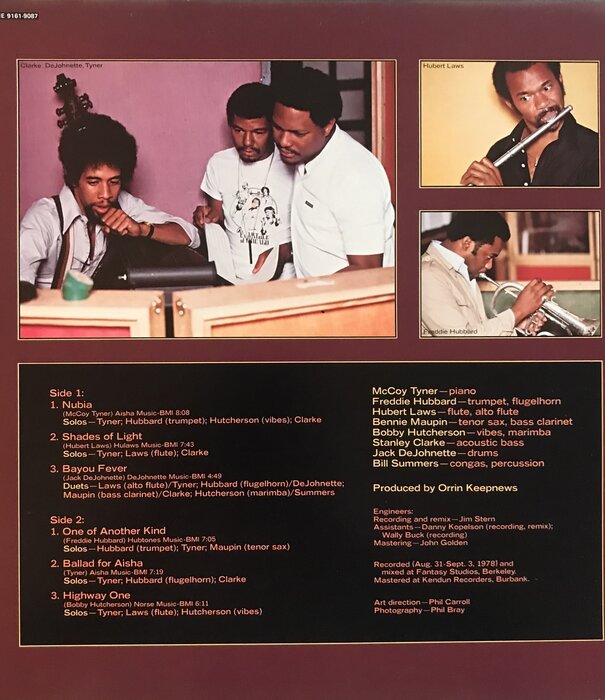 E 9161-9087
Clarke, DeJohnette, Tyner
Hubert Laws
Freddie Hubbard
Side 1:
1. Nubia
(McCoy Tyner) Aisha Music-BMI 8:08
Solos—Tyner; Hubbard (trumpet); Hutcherson (vibes); Clarke
2. Shades of Light
(Hubert Laws) Hulaws Music-BMI 7:43
Solos—Tyner; Laws (flute); Clarke
3. Bayou Fever
(Jack DeJohnette) DeJohnette Music-BMI 4:49
Duets—Laws (alto flute)/Tyner; Hubbard (flugelhorn)/DeJohnette;
Maupin (bass clarinet)/Clarke; Hutcherson (marimba)/Summers
Side 2:
1. One of Another Kind
(Freddie Hubbard) Hubtones Music-BMI 7:05
Solos—Hubbard (trumpet); Tyner; Maupin (tenor sax)
2. Ballad for Aisha
(Tyner) Aisha Music-BMI 7:19
Solos—Tyner; Hubbard (flugelhorn); Clarke
3. Highway One
(Bobby Hutcherson) Norse Music-BMI 6:11
Solos—Tyner; Laws (flute); Hutcherson (vibes)
McCoy Tyner—piano
Freddie Hubbard—trumpet, flugelhorn
Hubert Laws—flute, alto flute
Bennie Maupin—tenor sax, bass clarinet
Bobby Hutcherson—vibes, marimba
Stanley Clarke—acoustic bass
Jack DeJohnette—drums
Bill Summers—congas, percussion
Produced by Orrin Keepnews
Engineers:
Recording and remix—Jim Stern
Assistants—Danny Kopelson (recording, remix);
Wally Buck (recording)
Mastering—John Golden
Recorded (Aug. 31-Sept. 3, 1978) and
mixed at Fantasy Studios, Berkeley.
Mastered at Kendun Recorders, Burbank.
Art direction—Phil Carroll
Photography—Phil Bray